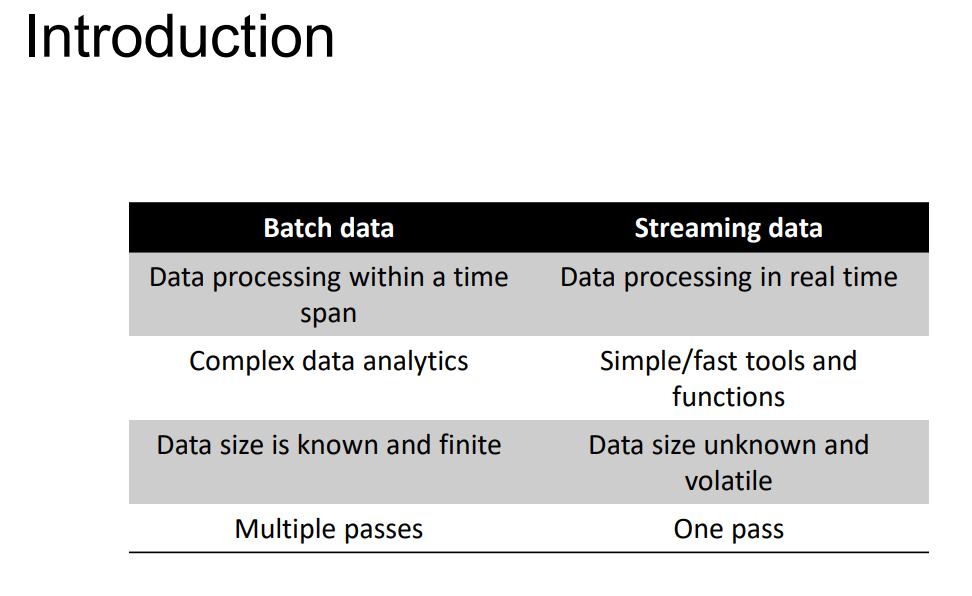 Introduction
Batch data
Streaming data
Data processing within a time
span
Data processing in real time
Complex data analytics
Simple/fast tools and
functions
Data size is known and finite
Data size unknown and
volatile
Multiple passes
One pass